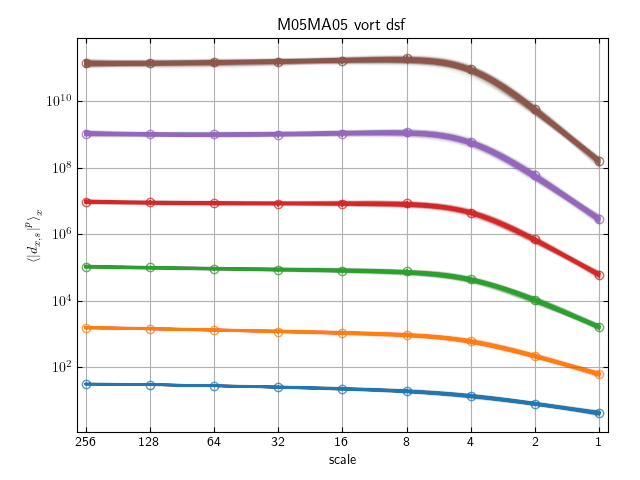 M05MA05 vort dsf
10^{10}
10^{8}
10^{6}
10^{4}
10^{2}
⟨|d_{x,s}|^p⟩_x
256 128 64 32 16 8 4 2 1
scale